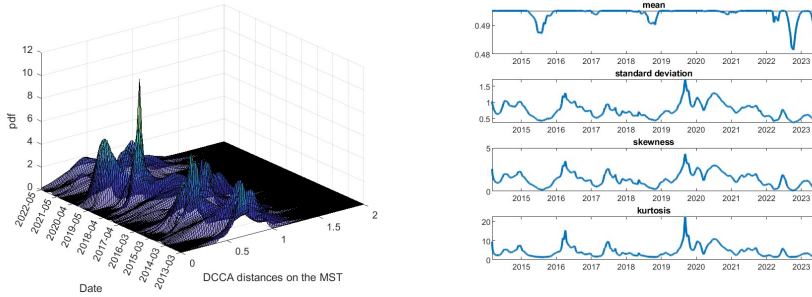 12
10
8
6
4
2
0
pdf
2022-05
2021-05
2020-04
2019-05
2018-04
2017-04
2016-03
2015-03
2014-03
2013-03
Date
0
0.5
1
1.5
2
DCCA distances on the MST
mean
0.49
0.48
2015 2016 2017 2018 2019 2020 2021 2022 2023
standard deviation
1.5
1
0.5
2015 2016 2017 2018 2019 2020 2021 2022 2023
skewness
5
0
2015 2016 2017 2018 2019 2020 2021 2022 2023
kurtosis
20
10
0
2015 2016 2017 2018 2019 2020 2021 2022 2023